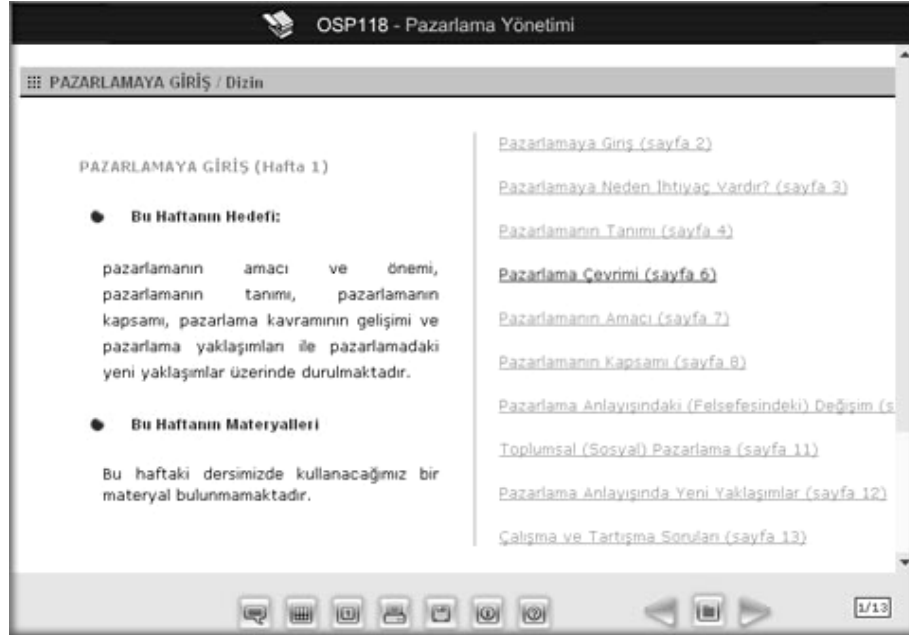 OSP118 - Pazarlama Yönetimi
PAZARLAMAYA GİRİŞ / Dizin
PAZARLAMAYA GİRİŞ (Hafta 1)
Bu Haftanın Hedefi:
pazarlamanın amacı ve önemi,
pazarlamanın tanımı, pazarlamanın
kapsamı, pazarlama kavramının gelişimi ve
pazarlama yaklaşımları ile pazarlamadaki
yeni yaklaşımlar üzerinde durulmaktadır.
Bu Haftanın Materyalleri
Bu haftaki dersimizde kullanacağımız bir
materyal bulunmamaktadır.
Pazarlamaya Giriş (sayfa 2)
Pazarlamaya Neden İhtiyaç Vardır? (sayfa 3)
Pazarlamanın Tanımı (sayfa 4)
Pazarlama Çevrimi (sayfa 6)
Pazarlamanın Amacı (sayfa 7)
Pazarlamanın Kapsamı (sayfa 8)
Pazarlama Anlayışındaki (Felsefesindeki) Değişim (s
Toplumsal (Sosyal) Pazarlama (sayfa 11)
Pazarlama Anlayışında Yeni Yaklaşımlar (sayfa 12)
Çalışma ve Tartışma Soruları (sayfa 13)
1/13